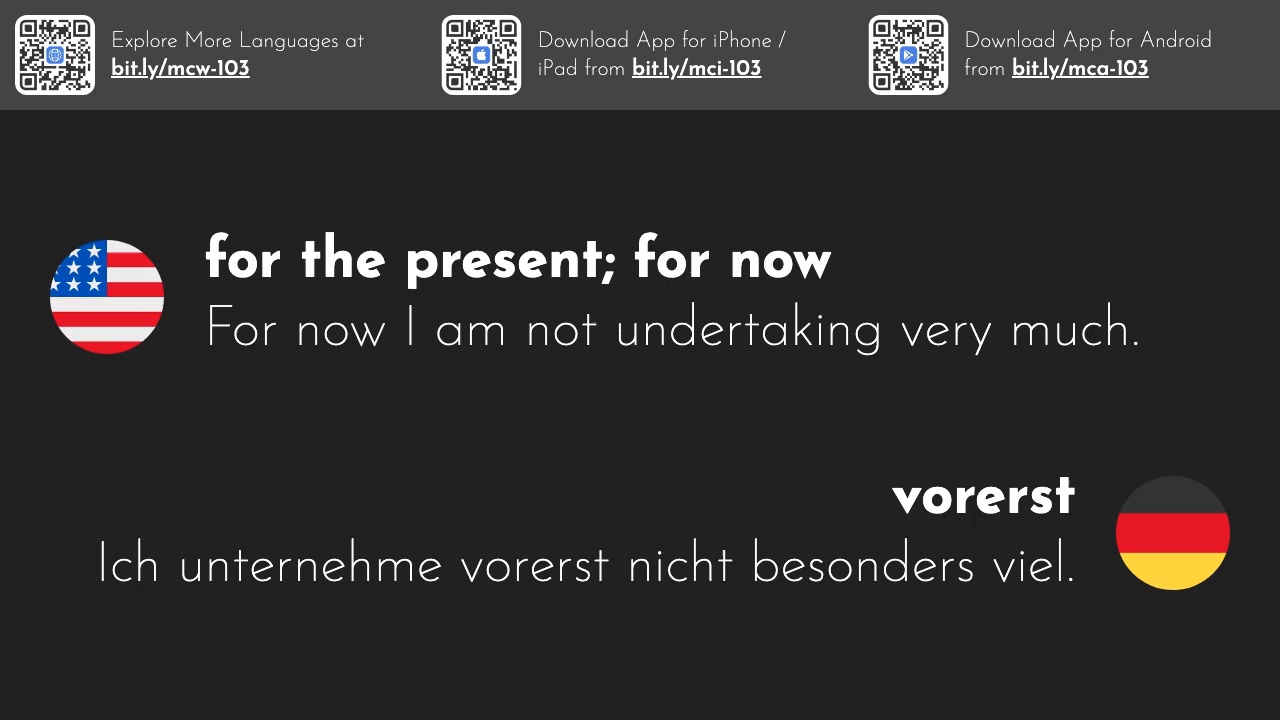 Explore More Languages at
bit.ly/mcw-103
Download App for iPhone /
iPad from bit.ly/mci-103
Download App for Android
from bit.ly/mca-103
for the present; for now
For now I am not undertaking very much.
vorerst
Ich unternehme vorerst nicht besonders viel.